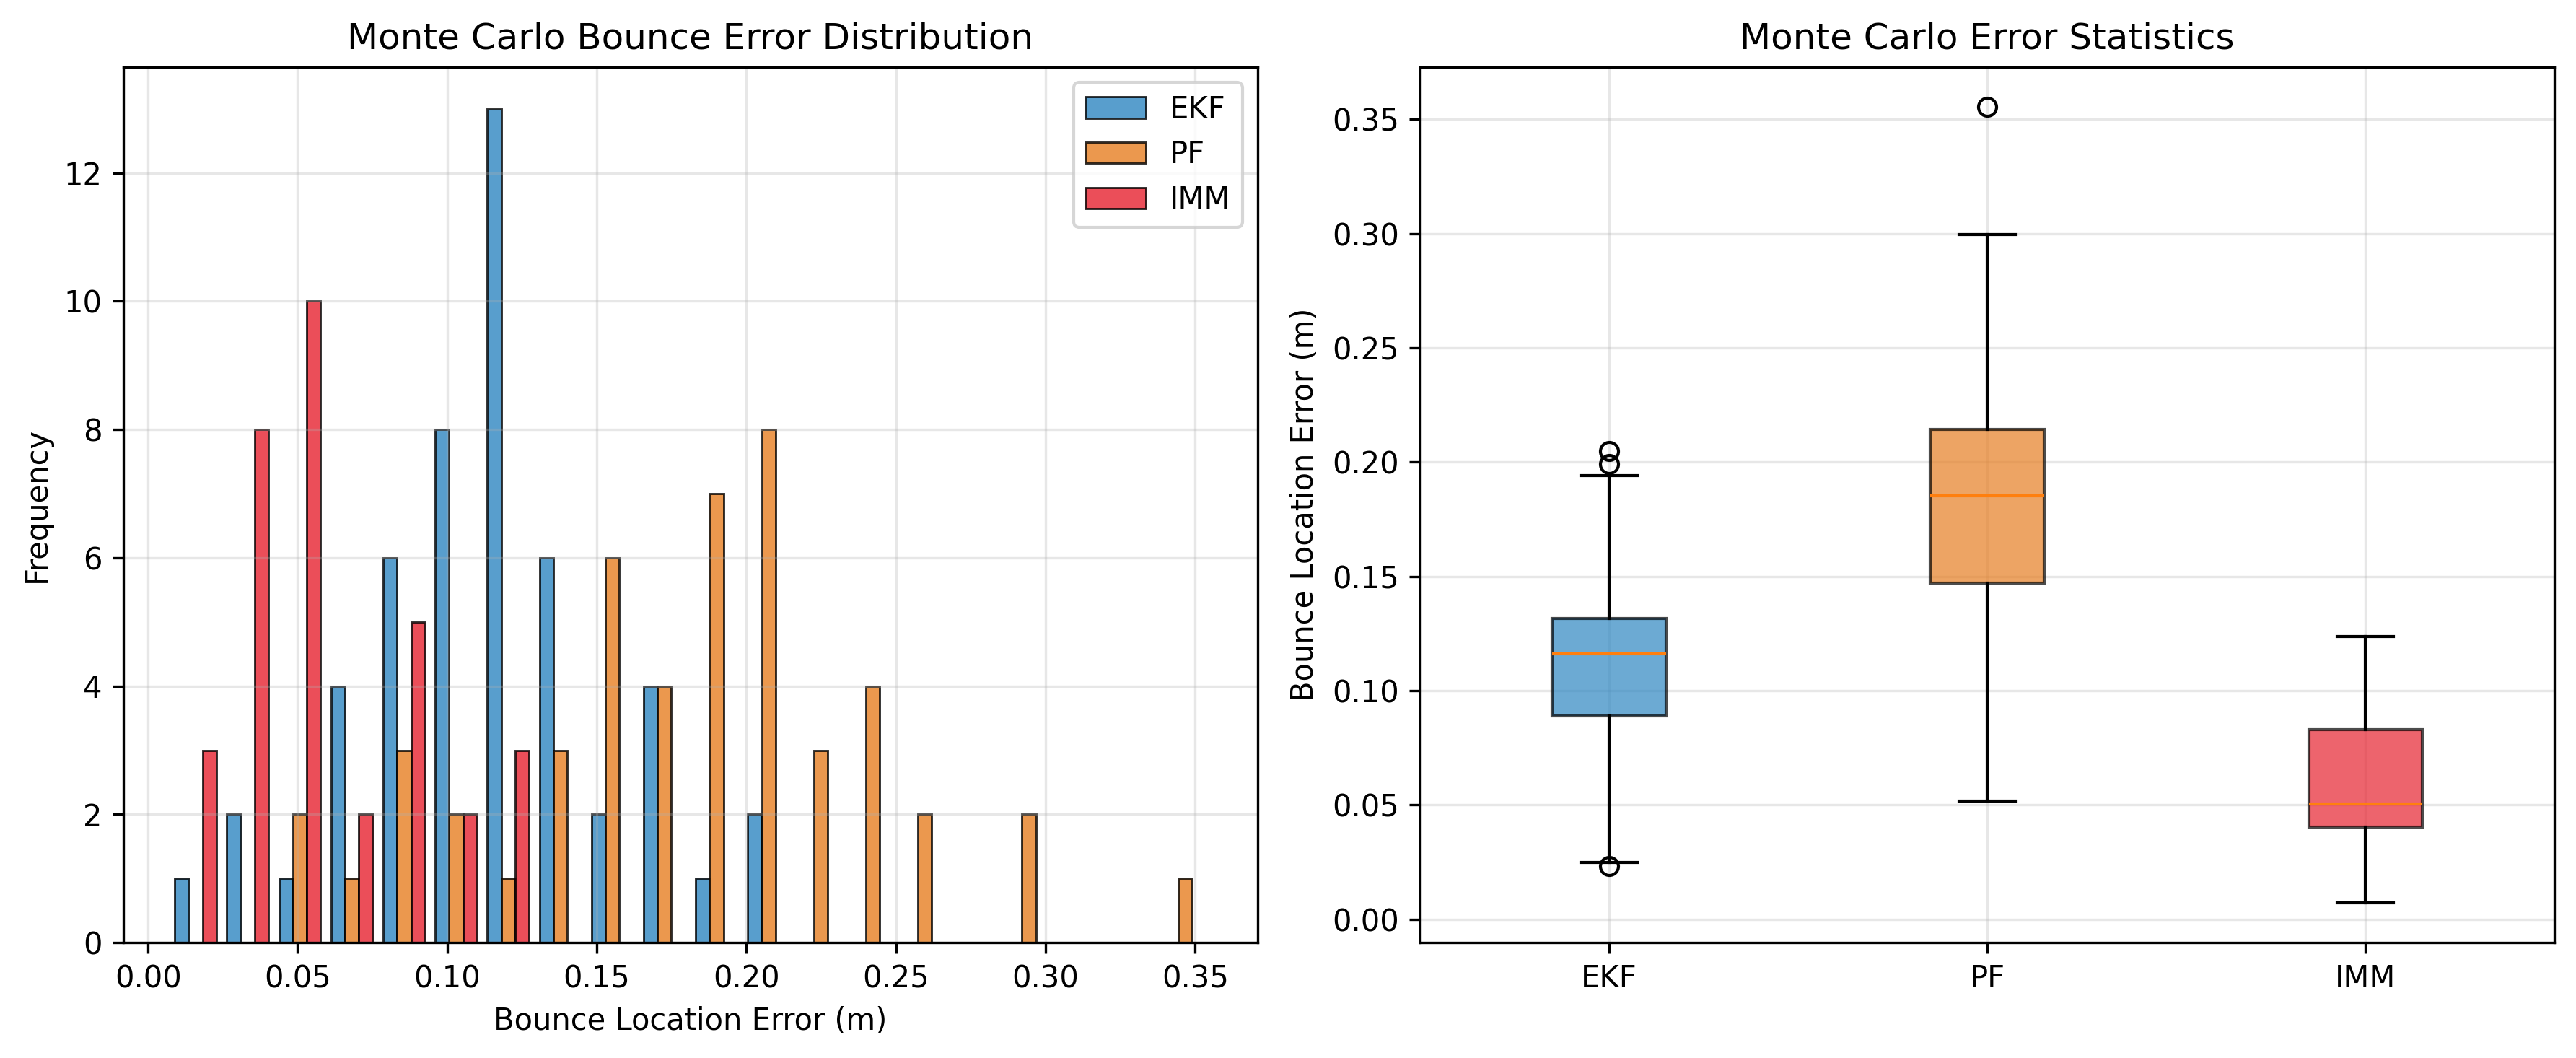 Monte Carlo Bounce Error Distribution
Frequency
12
10
8
6
4
2
0
0.00 0.05 0.10 0.15 0.20 0.25 0.30 0.35
Bounce Location Error (m)
EKF
PF
IMM
Monte Carlo Error Statistics
Bounce Location Error (m)
0.35
0.30
0.25
0.20
0.15
0.10
0.05
0.00
EKF PF IMM